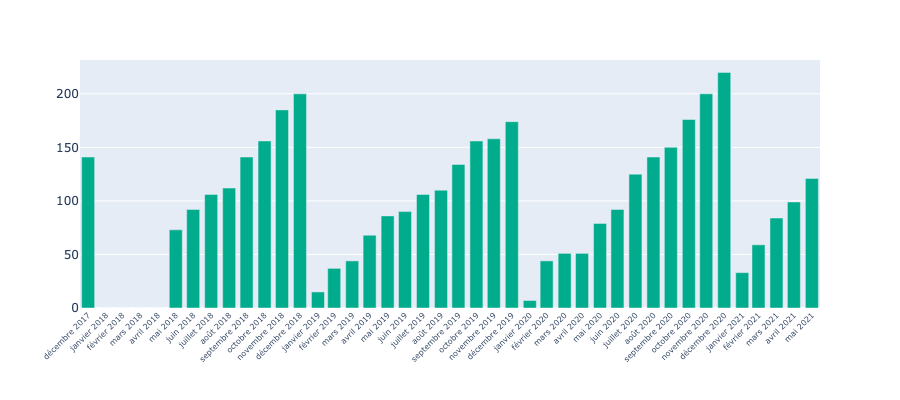 200
150
100
50
0
décembre 2017
janvier 2018
février 2018
mars 2018
avril 2018
mai 2018
juin 2018
juillet 2018
août 2018
septembre 2018
octobre 2018
novembre 2018
décembre 2018
janvier 2019
février 2019
mars 2019
avril 2019
mai 2019
juin 2019
juillet 2019
août 2019
septembre 2019
octobre 2019
novembre 2019
décembre 2019
janvier 2020
février 2020
mars 2020
avril 2020
mai 2020
juin 2020
juillet 2020
août 2020
septembre 2020
octobre 2020
novembre 2020
décembre 2020
janvier 2021
février 2021
mars 2021
avril 2021
mai 2021